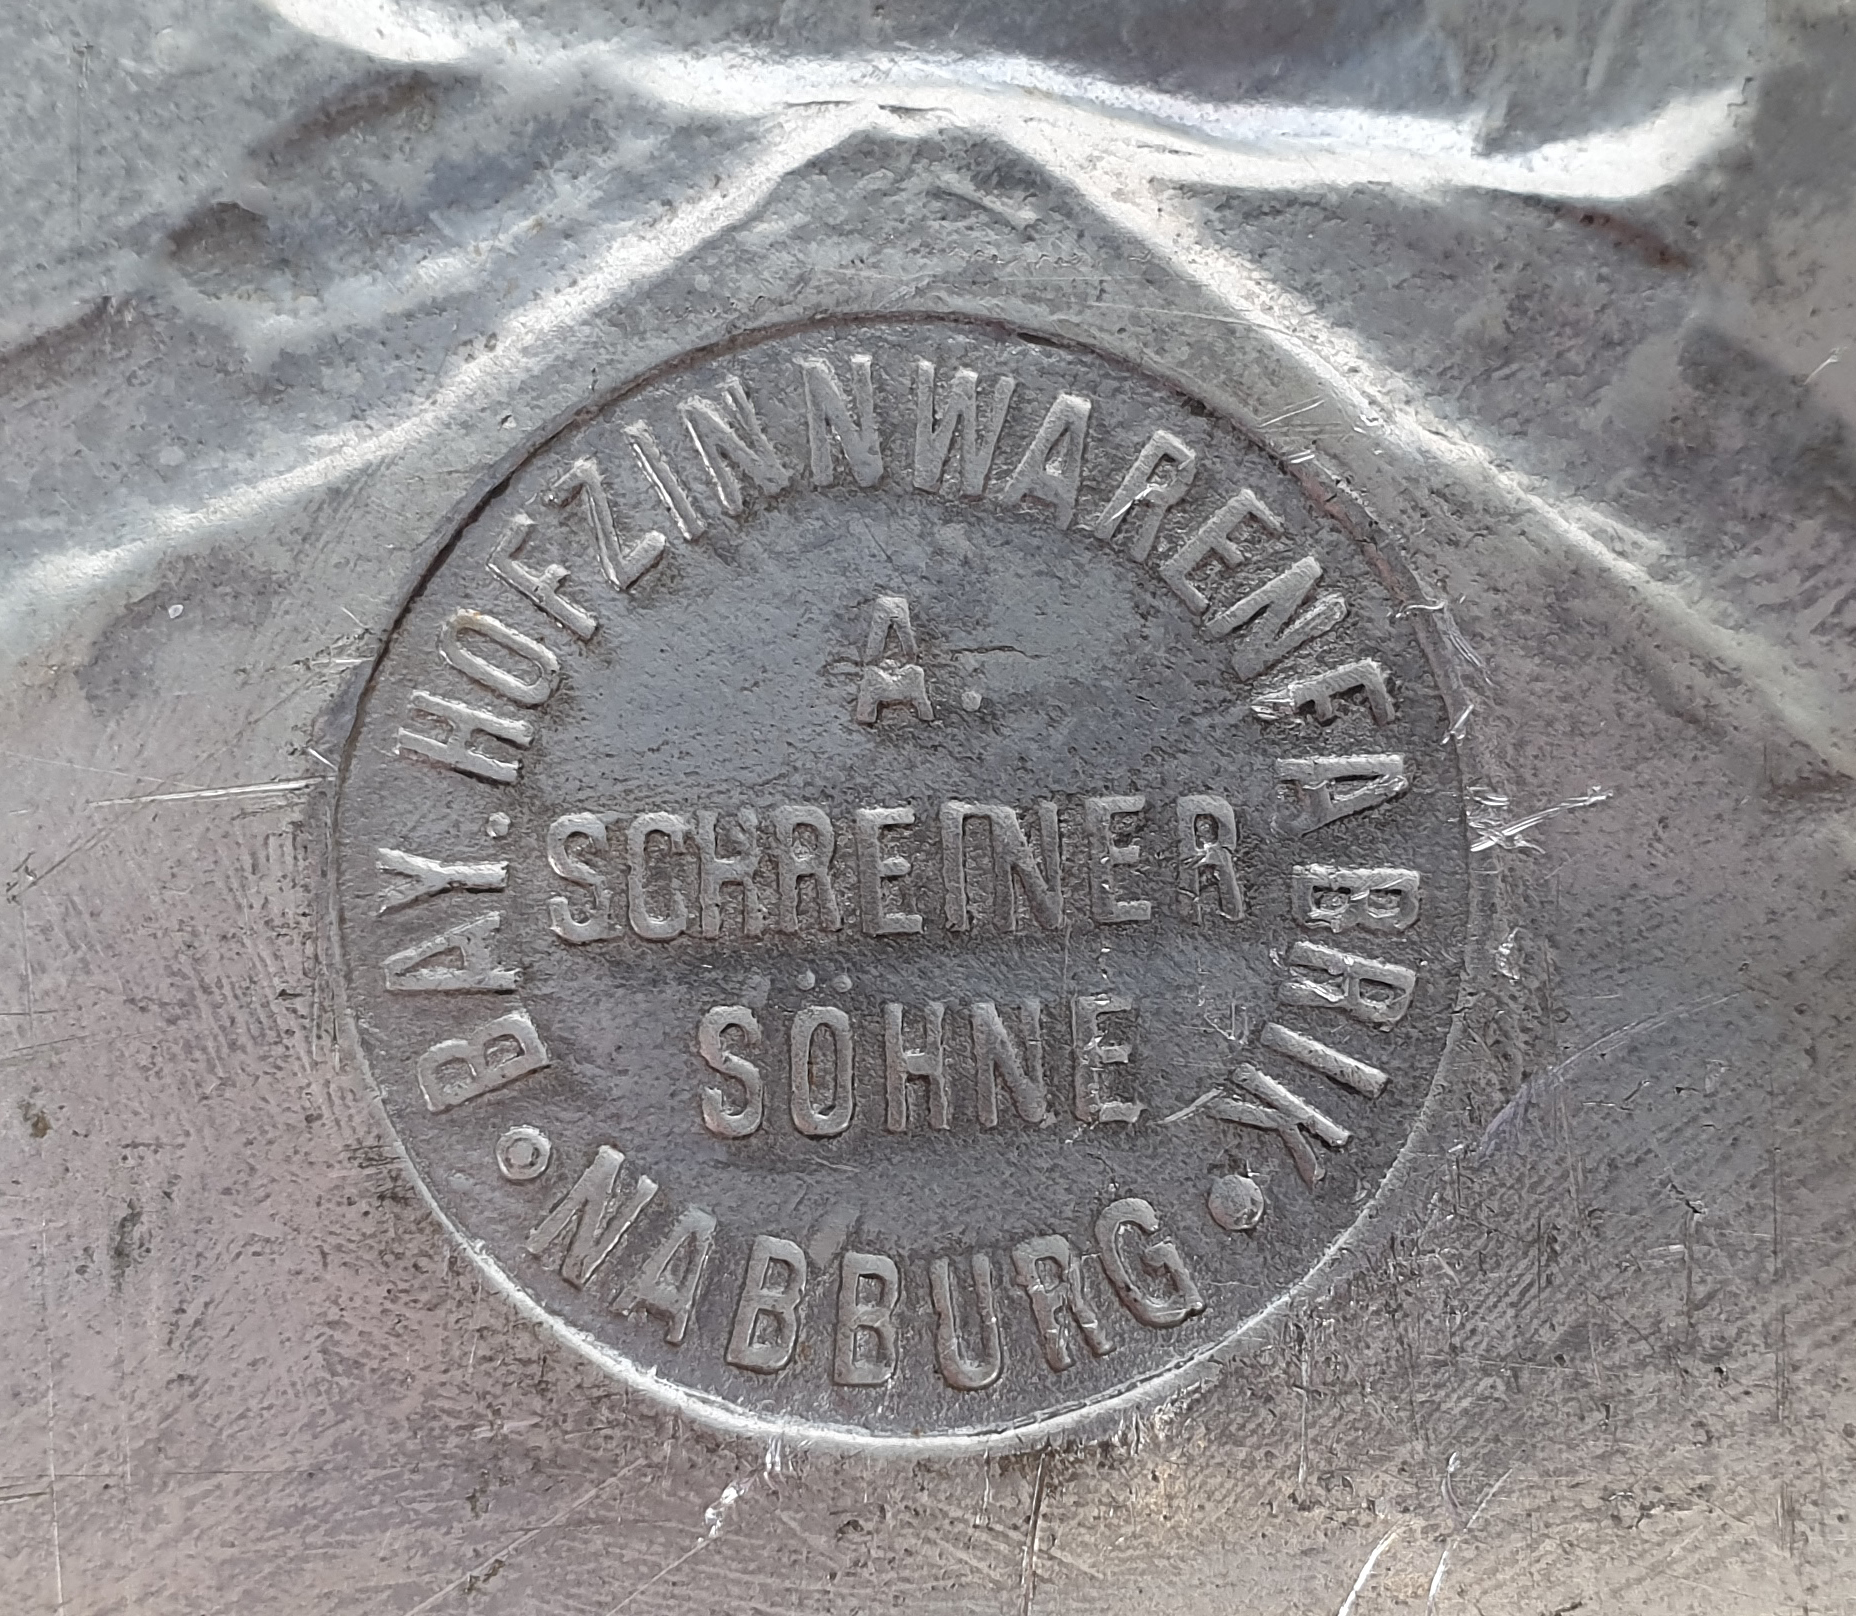 BAY. HOFZINNWARENFABRIK
A.
SCHREINER
SÖHNE
• NABBURG •